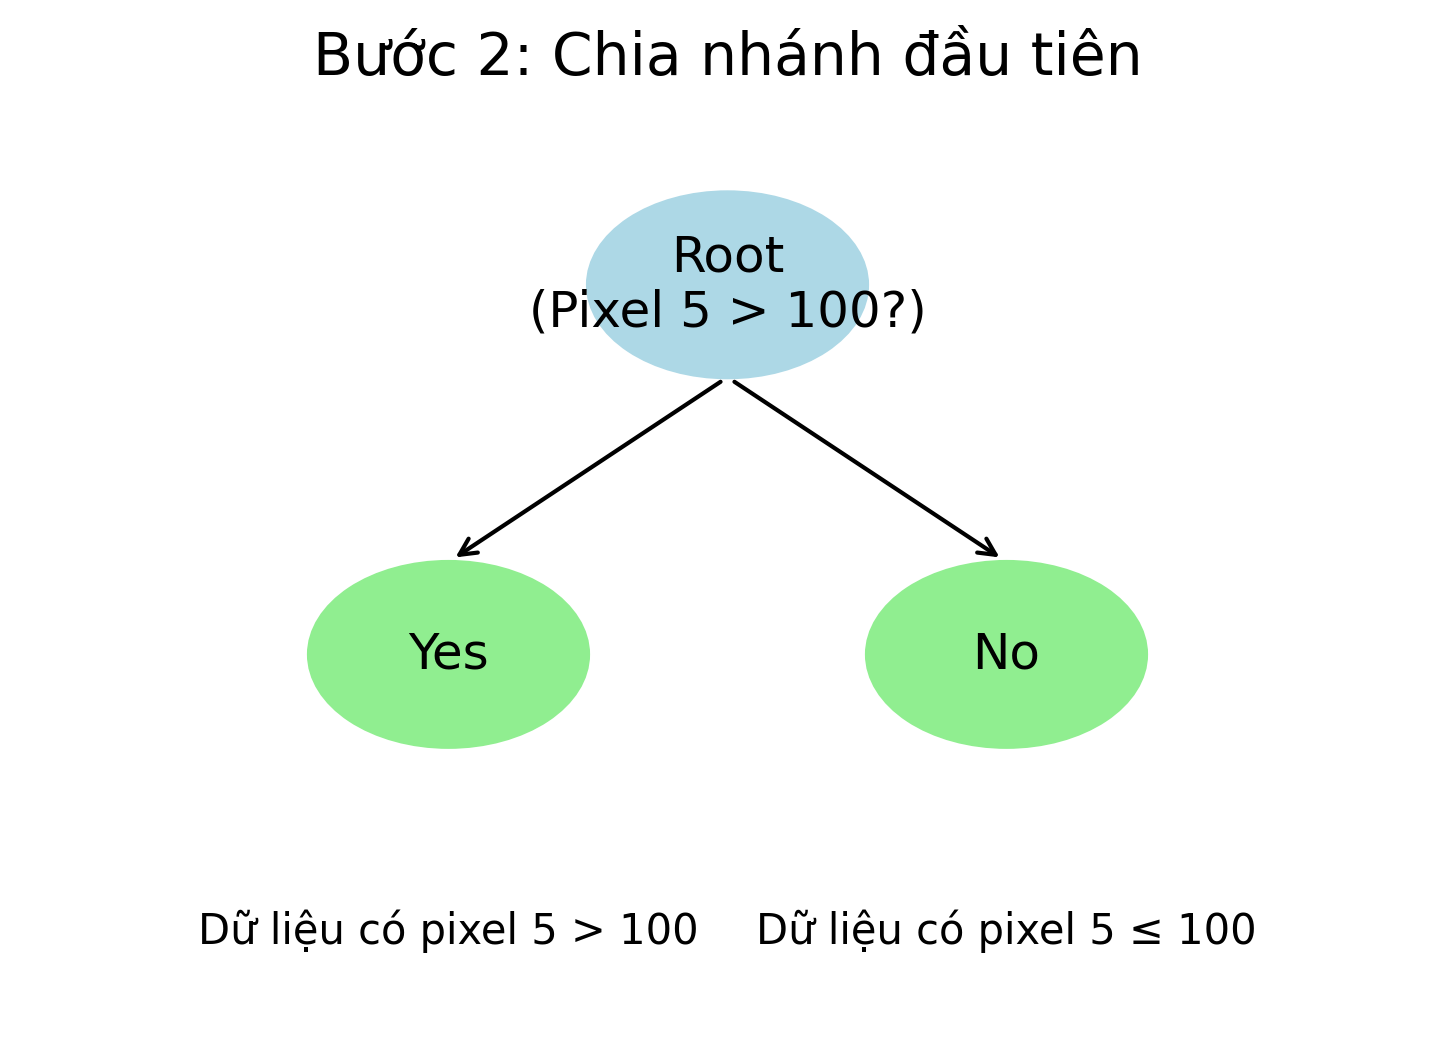 Bước 2: Chia nhánh đầu tiên
Root
(Pixel 5 > 100?)
Yes
No
Dữ liệu có pixel 5 > 100
Dữ liệu có pixel 5 ≤ 100